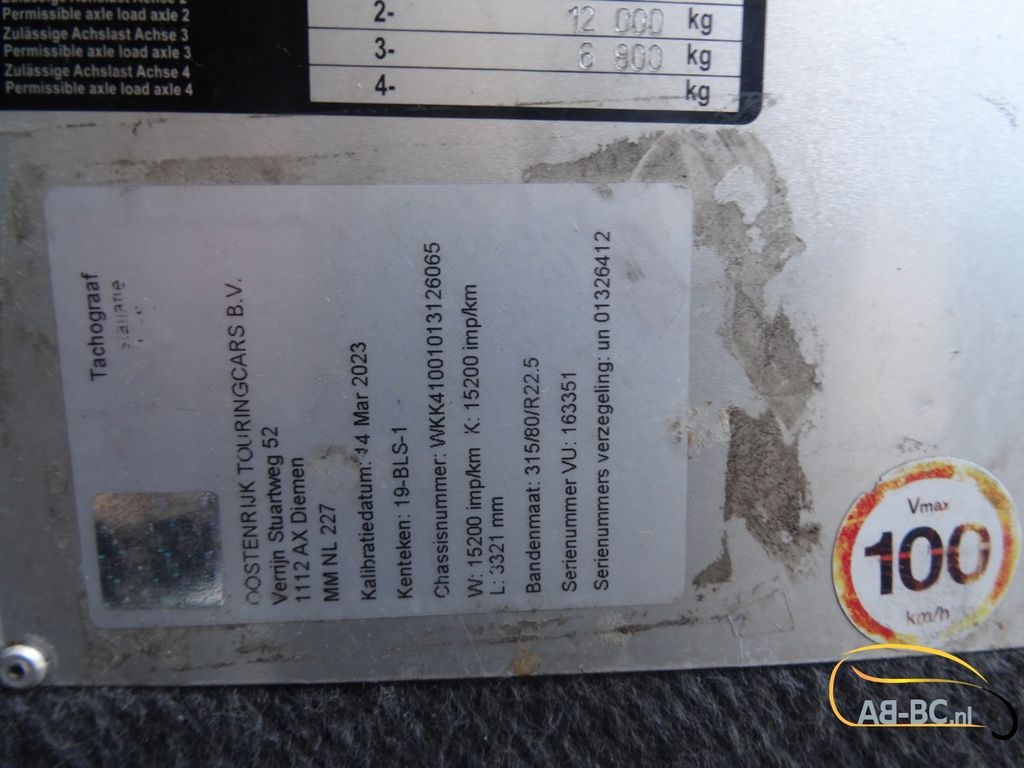 Permissible axle load axle 2
2- 12 000 kg
Zulässige Achslast Achse 3
Permissible axle load axle 3
3- 6 800 kg
Zulässige Achslast Achse 4
Permissible axle load axle 4
4- kg
Tachograaf
OOSTENRIJK TOURINGCARS B.V.
Verrijn Stuartweg 52
1112 AX Diemen
MM NL 227
Kalibratiedatum: 14 Mar 2023
Kenteken: 19-BLS-1
Chassisnummer: WKK41001013126065
W: 15200 imp/km K: 15200 imp/km
L: 3321 mm
Bandenmaat: 315/80/R22.5
Serienummer VU: 163351
Serienummers verzegeling: un 01326412
Vmax
100
km/h
AB-BC.nl